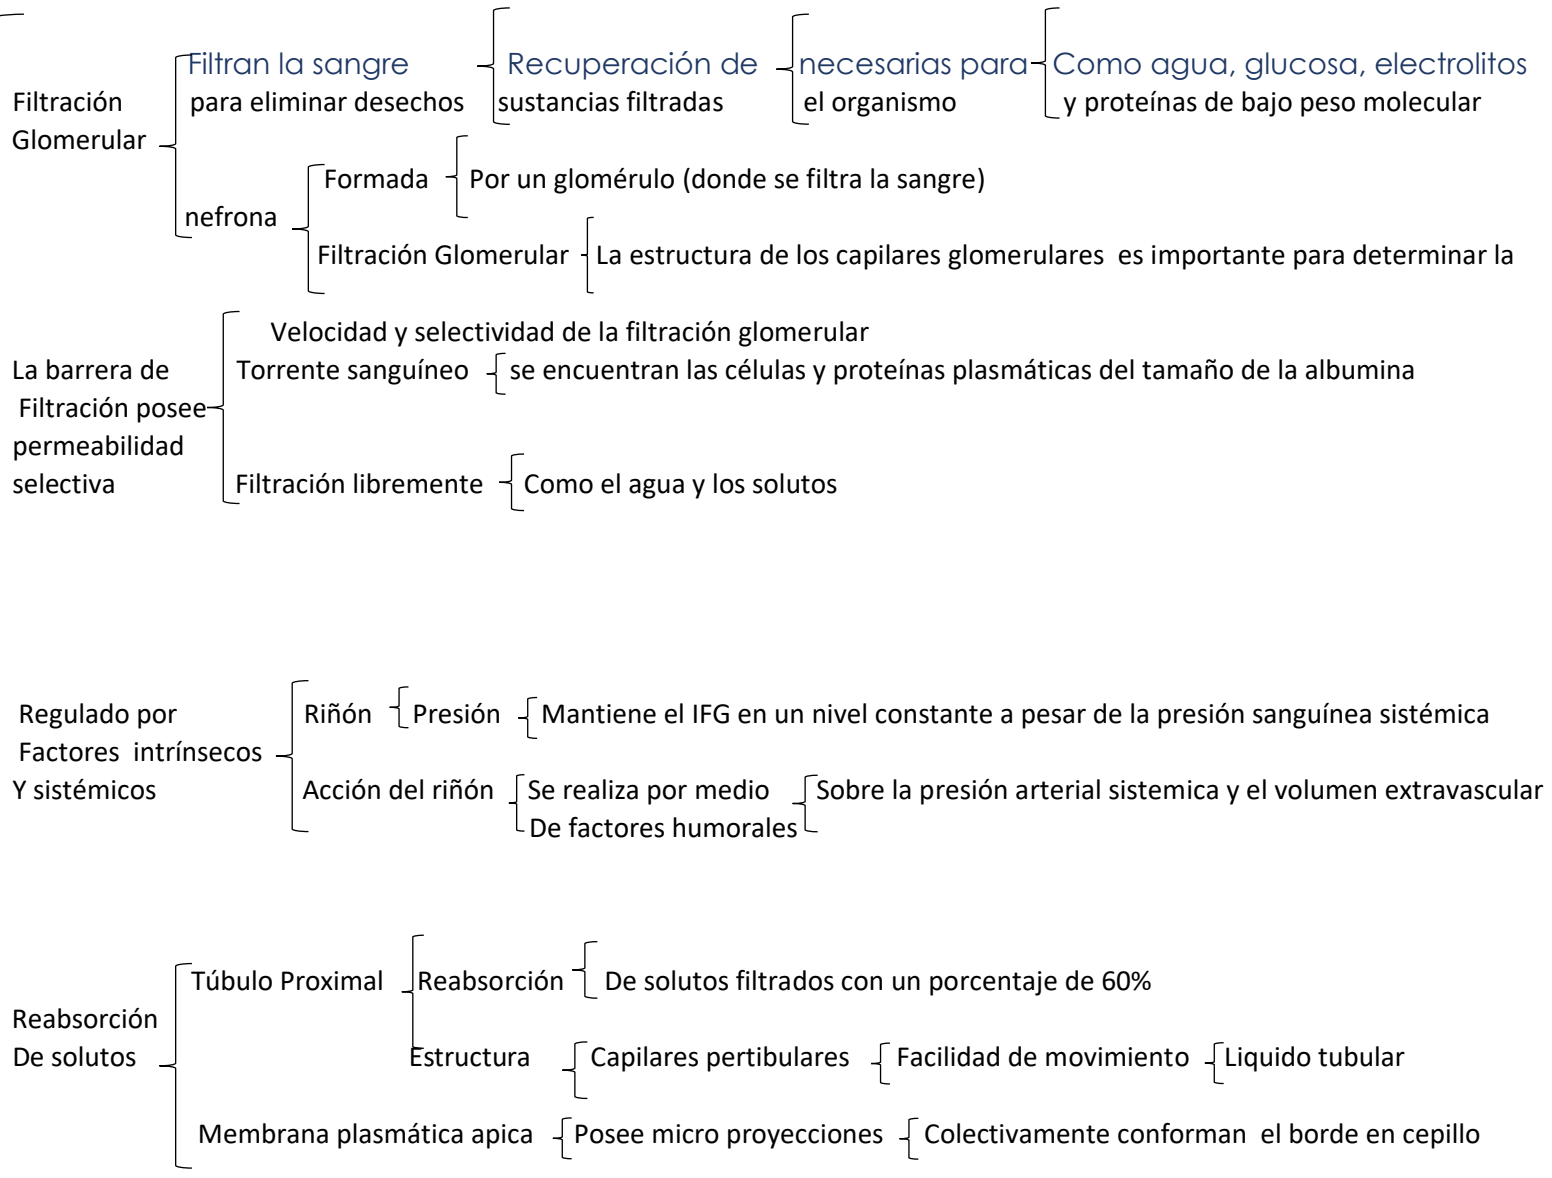 Filtran la sangre Recuperación de necesarias para Como agua, glucosa, electrolitos
Filtración para eliminar desechos sustancias filtradas el organismo y proteínas de bajo peso molecular
Glomerular
Formada Por un glomérulo (donde se filtra la sangre)
nefrona
Filtración Glomerular La estructura de los capilares glomerulares es importante para determinar la
Velocidad y selectividad de la filtración glomerular
La barrera de Torrente sanguíneo se encuentran las células y proteínas plasmáticas del tamaño de la albumina
Filtración posee
permeabilidad
selectiva Filtración libremente Como el agua y los solutos
Regulado por Riñón Presión Mantiene el IFG en un nivel constante a pesar de la presión sanguínea sistémica
Factores intrínsecos
Y sistémicos Acción del riñón Se realiza por medio Sobre la presión arterial sistemica y el volumen extravascular
De factores humorales
Túbulo Proximal Reabsorción De solutos filtrados con un porcentaje de 60%
Reabsorción
De solutos Estructura Capilares pertibulares Facilidad de movimiento Liquido tubular
Membrana plasmática apica Posee micro proyecciones Colectivamente conforman el borde en cepillo